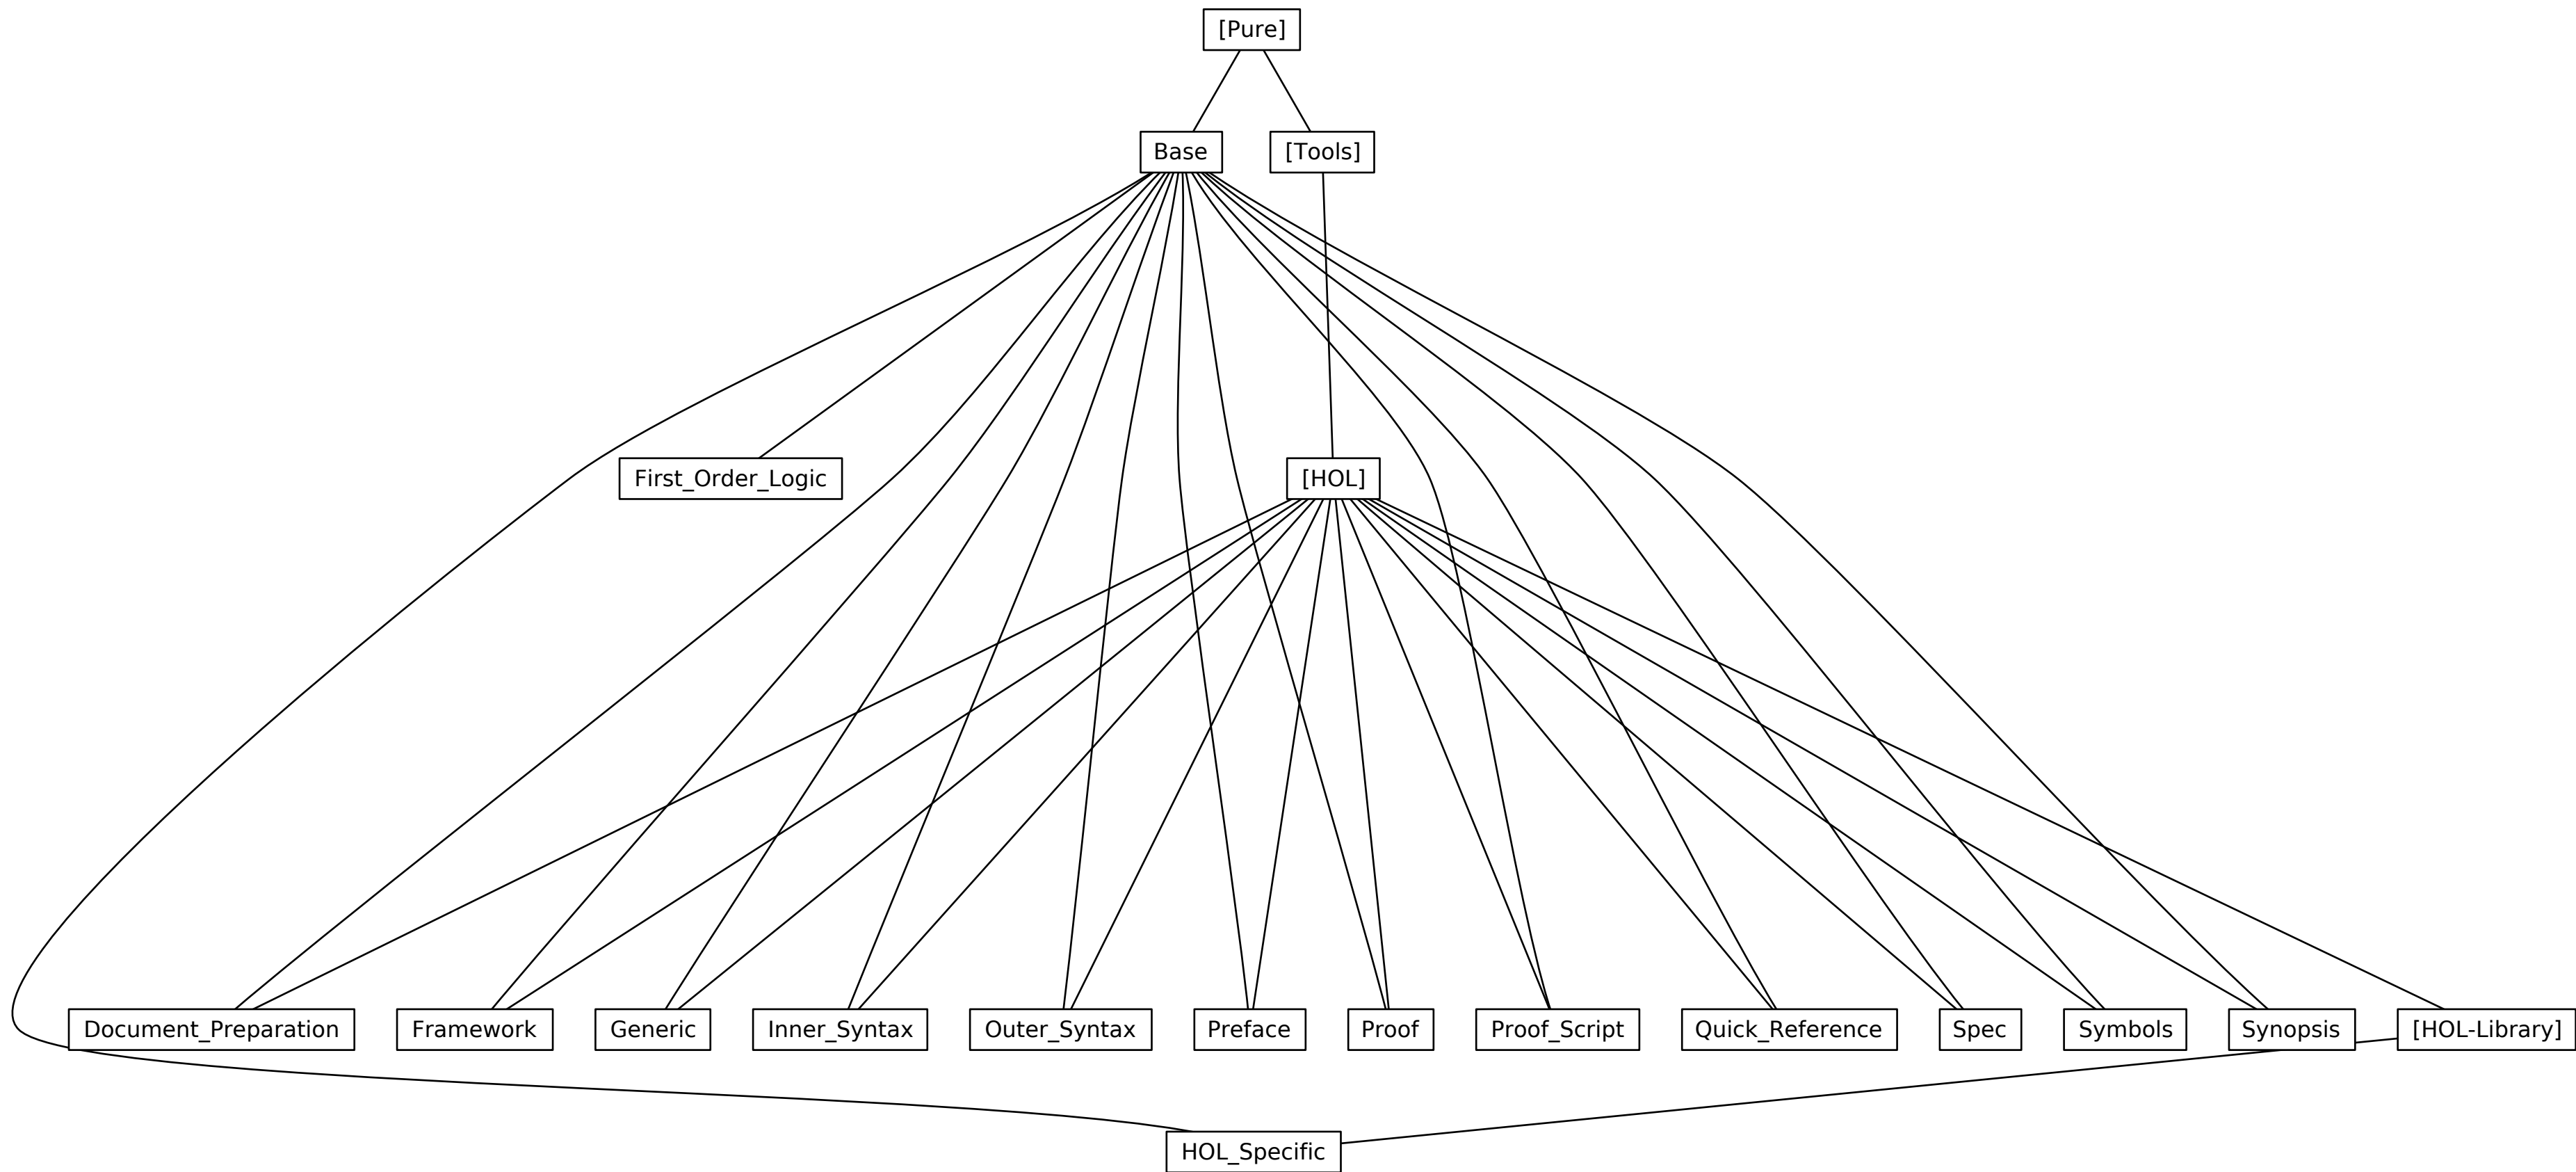 [Pure]
Base
[Tools]
First_Order_Logic
[HOL]
Document_Preparation
Framework
Generic
Inner_Syntax
Outer_Syntax
Preface
Proof
Proof_Script
Quick_Reference
Spec
Symbols
Synopsis
[HOL-Library]
HOL_Specific